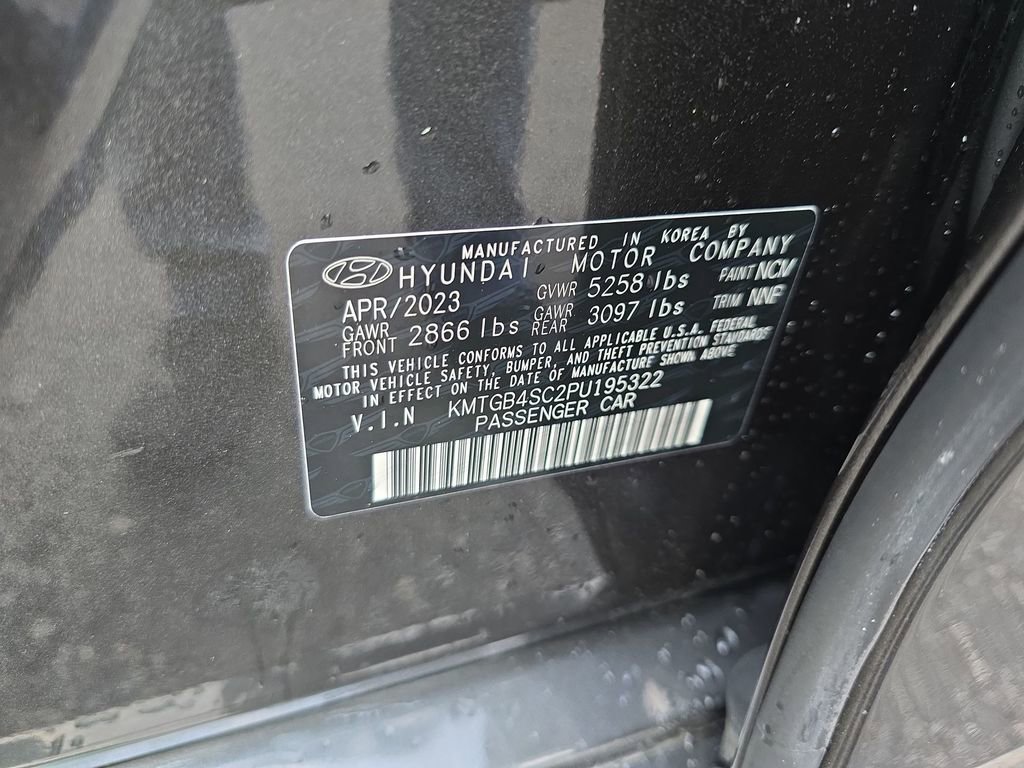 MANUFACTURED IN KOREA BY
HYUNDAI MOTOR COMPANY
APR/2023 GVWR 5258 lbs PAINT NCM
GAWR FRONT 2866 lbs GAWR REAR 3097 lbs TRIM NNB
THIS VEHICLE CONFORMS TO ALL APPLICABLE U.S.A. FEDERAL
MOTOR VEHICLE SAFETY, BUMPER, AND THEFT PREVENTION STANDARDS
IN EFFECT ON THE DATE OF MANUFACTURE SHOWN ABOVE
V.I.N KMTGB4SC2PU195322
PASSENGER CAR